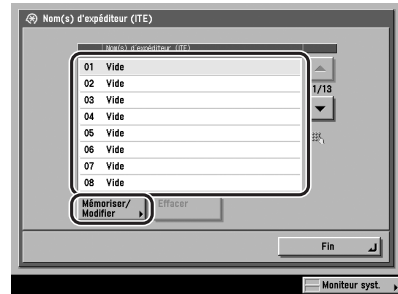 Nom(s) d'expéditeur (ITE)
Nom(s) d'expéditeur (ITE)
01 Vide
02 Vide
03 Vide
04 Vide
05 Vide
06 Vide
07 Vide
08 Vide
1/13
Mémoriser/
Modifier
Effacer
Fin
Moniteur syst.